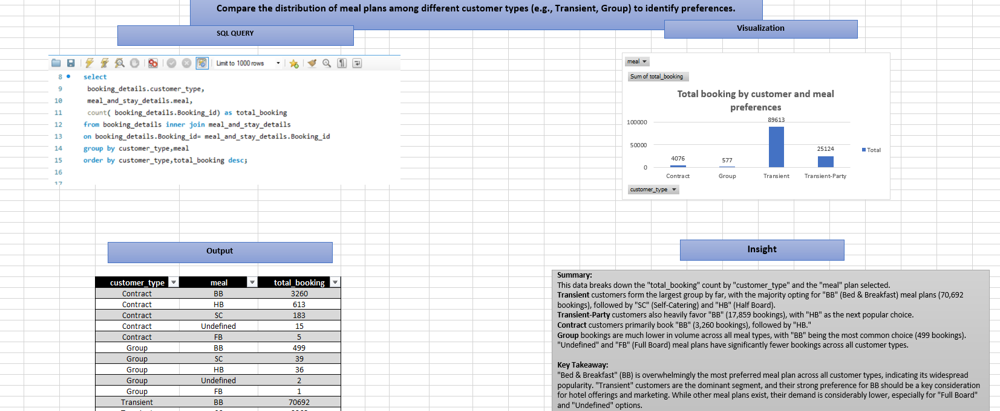 Compare the distribution of meal plans among different customer types (e.g., Transient, Group) to identify preferences.
SQL QUERY
Visualization
Limit to 1000 rows
8 select
9 booking_details.customer_type,
10 meal_and_stay_details.meal,
11 count( booking_details.Booking_id) as total_booking
12 from booking_details inner join meal_and_stay_details
13 on booking_details.Booking_id= meal_and_stay_details.Booking_id
14 group by customer_type,meal
15 order by customer_type,total_booking desc;
16
17
meal
Sum of total_booking
Total booking by customer and meal
preferences
100000
50000
0
4076
577
89613
25124
Contract Group Transient Transient-Party
Total
customer_type
Output
customer_type meal total_booking
Contract BB 3260
Contract HB 613
Contract SC 183
Contract Undefined 15
Contract FB 5
Group BB 499
Group SC 39
Group HB 36
Group Undefined 2
Group FB 1
Transient BB 70692
Insight
Summary:
This data breaks down the "total_booking" count by "customer_type" and the "meal" plan selected.
Transient customers form the largest group by far, with the majority opting for "BB" (Bed & Breakfast) meal plans (70,692
bookings), followed by "SC" (Self-Catering) and "HB" (Half Board).
Transient-Party customers also heavily favor "BB" (17,859 bookings), with "HB" as the next popular choice.
Contract customers primarily book "BB" (3,260 bookings), followed by "HB."
Group bookings are much lower in volume across all meal types, with "BB" being the most common choice (499 bookings).
"Undefined" and "FB" (Full Board) meal plans have significantly fewer bookings across all customer types.
Key Takeaway:
"Bed & Breakfast" (BB) is overwhelmingly the most preferred meal plan across all customer types, indicating its widespread
popularity. "Transient" customers are the dominant segment, and their strong preference for BB should be a key consideration
for hotel offerings and marketing. While other meal plans exist, their demand is considerably lower, especially for "Full Board"
and "Undefined" options.